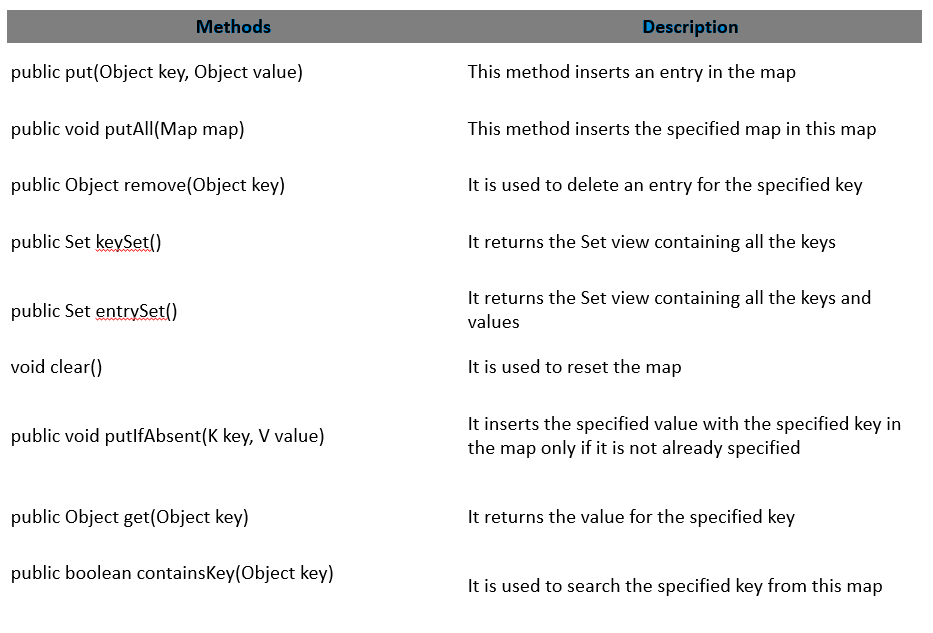 Methods Description
public put(Object key, Object value) This method inserts an entry in the map
public void putAll(Map map) This method inserts the specified map in this map
public Object remove(Object key) It is used to delete an entry for the specified key
public Set keySet() It returns the Set view containing all the keys
public Set entrySet() It returns the Set view containing all the keys and
values
void clear() It is used to reset the map
public void putIfAbsent(K key, V value) It inserts the specified value with the specified key in
the map only if it is not already specified
public Object get(Object key) It returns the value for the specified key
public boolean containsKey(Object key) It is used to search the specified key from this map